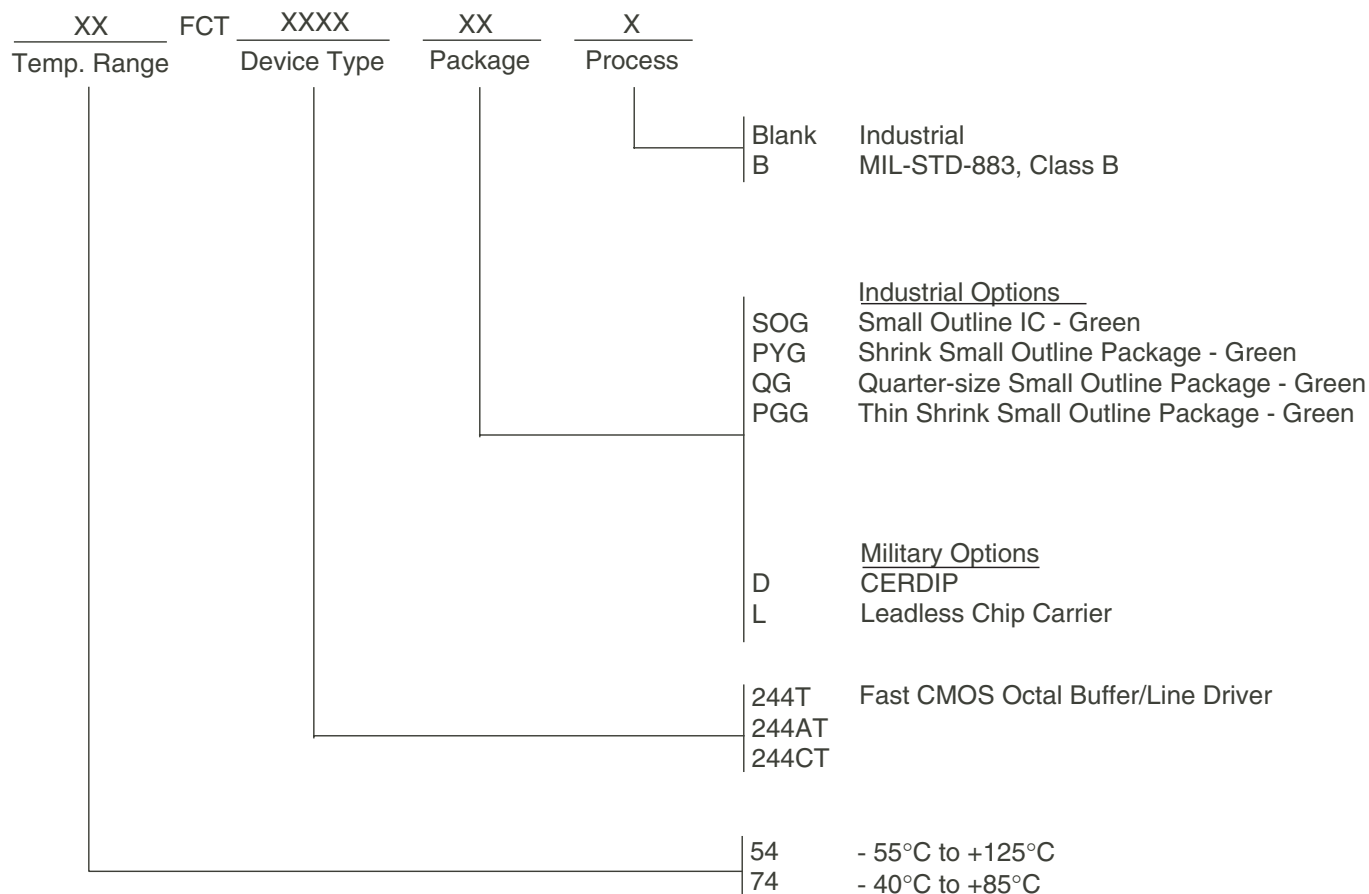 XX FCT XXXX XX X
Temp. Range Device Type Package Process
Blank Industrial
B MIL-STD-883, Class B
Industrial Options
SOG Small Outline IC - Green
PYG Shrink Small Outline Package - Green
QG Quarter-size Small Outline Package - Green
PGG Thin Shrink Small Outline Package - Green
Military Options
D CERDIP
L Leadless Chip Carrier
244T Fast CMOS Octal Buffer/Line Driver
244AT
244CT
54 - 55°C to +125°C
74 - 40°C to +85°C